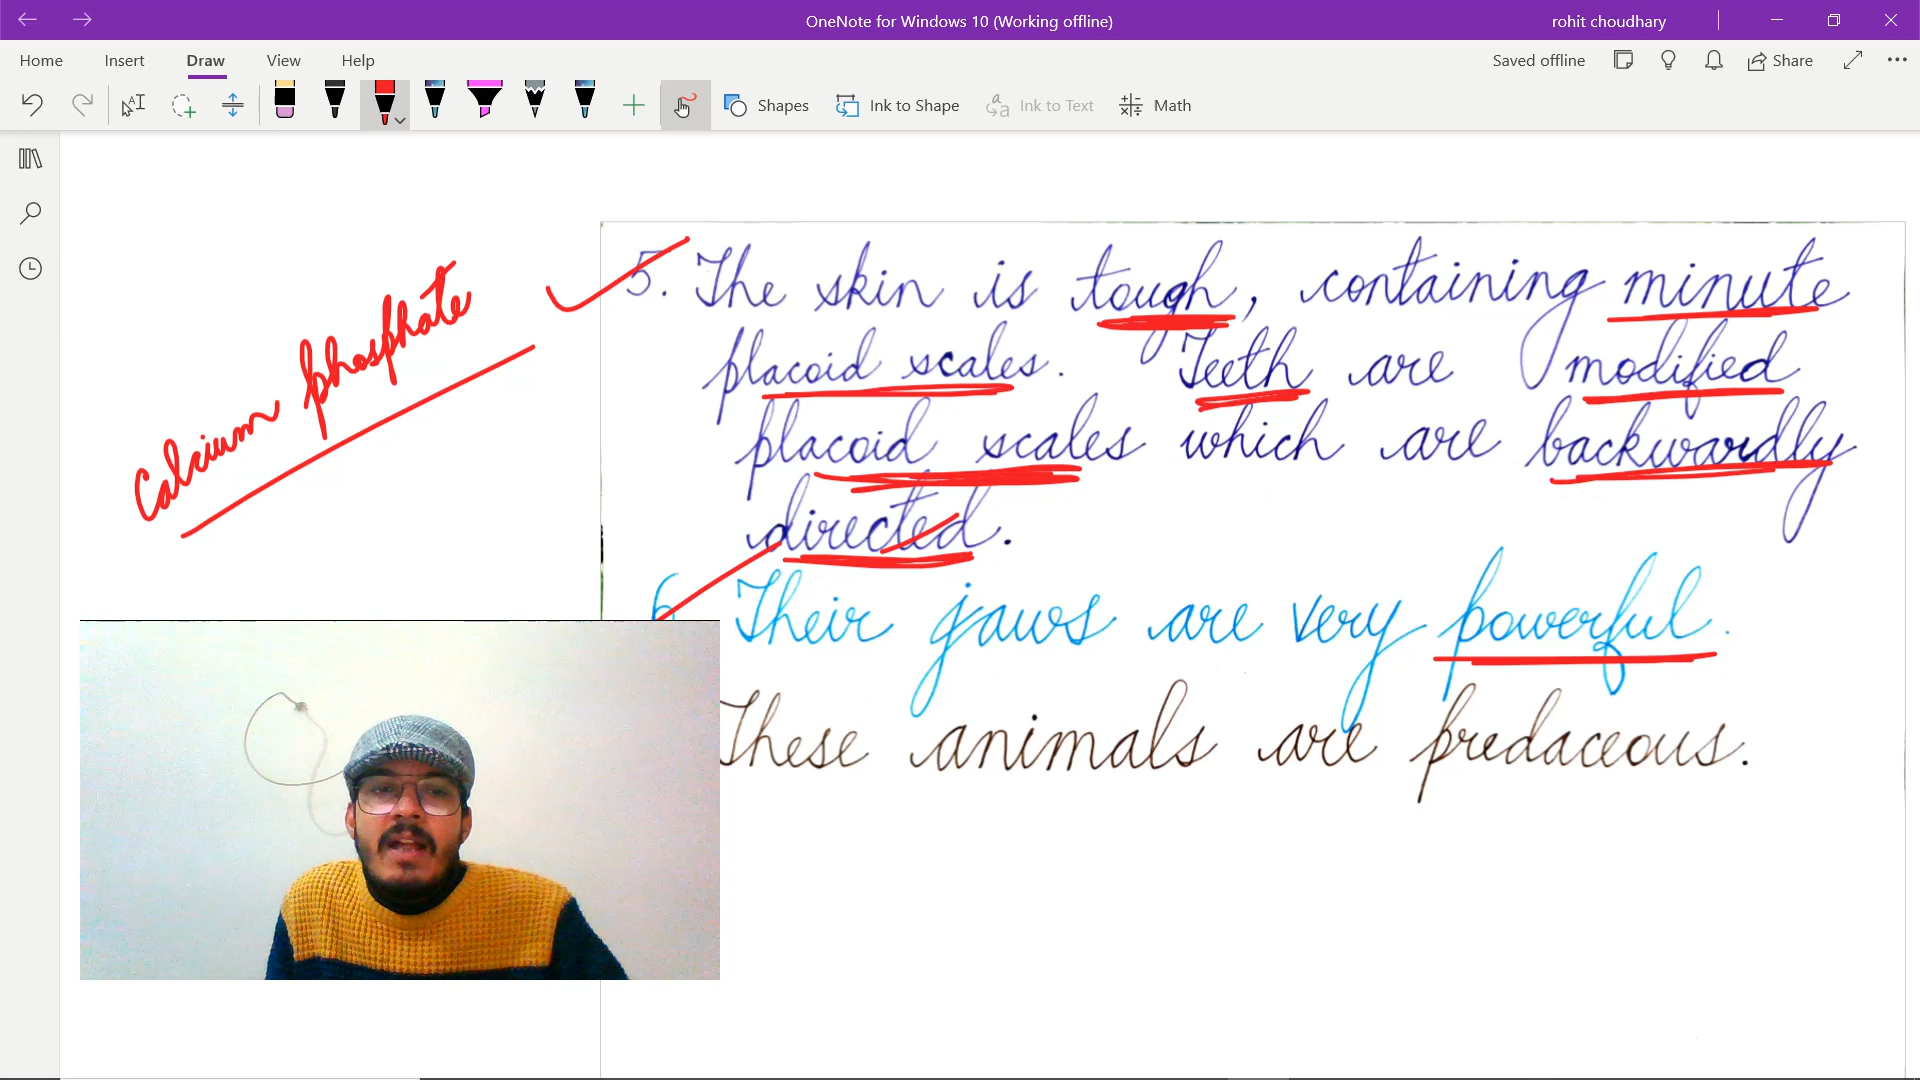 OneNote for Windows 10 (Working offline)
rohit choudhary
Home Insert Draw View Help
Saved offline
Share
Shapes
Ink to Shape
Ink to Text
Math
Calcium phosphate
5. The skin is tough, containing minute
placoid scales. Teeth are modified
placoid scales which are backwardly
directed.
6 Their jaws are very powerful.
These animals are predaceous.